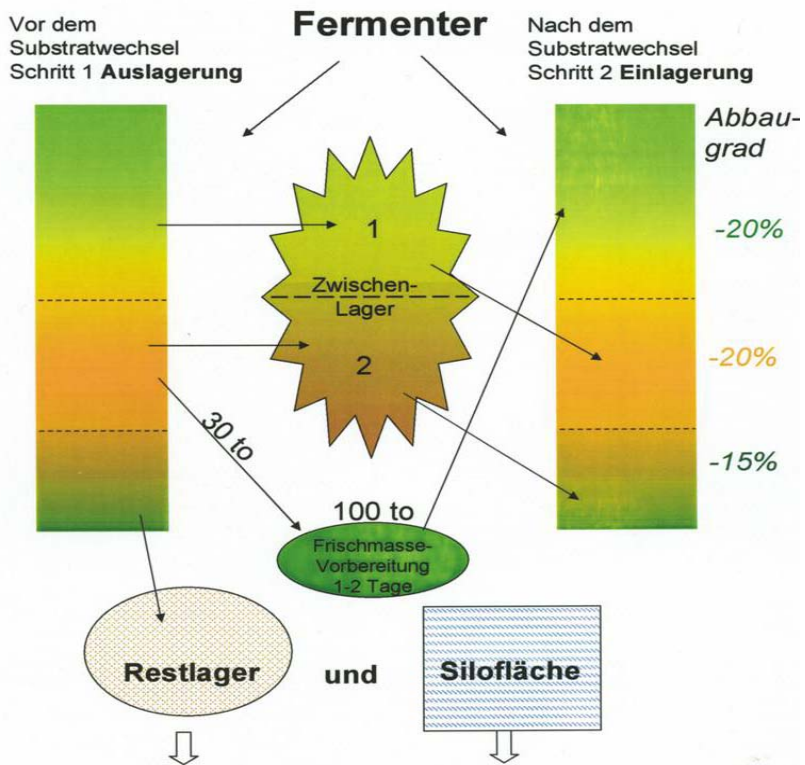 Fermenter
Vor dem
Substratwechsel
Schritt 1 Auslagerung
Nach dem
Substratwechsel
Schritt 2 Einlagerung
Abbau-
grad
1
-20%
Zwischen-
Lager
2
-20%
30 to
-15%
100 to
Frischmasse-
Vorbereitung
1-2 Tage
Restlager
und
Silofläche